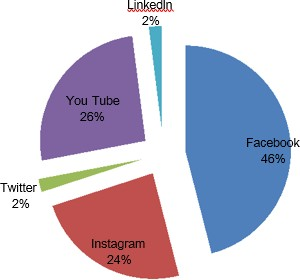 LinkedIn
2%
You Tube
26%
Facebook
46%
Twitter
2%
Instagram
24%